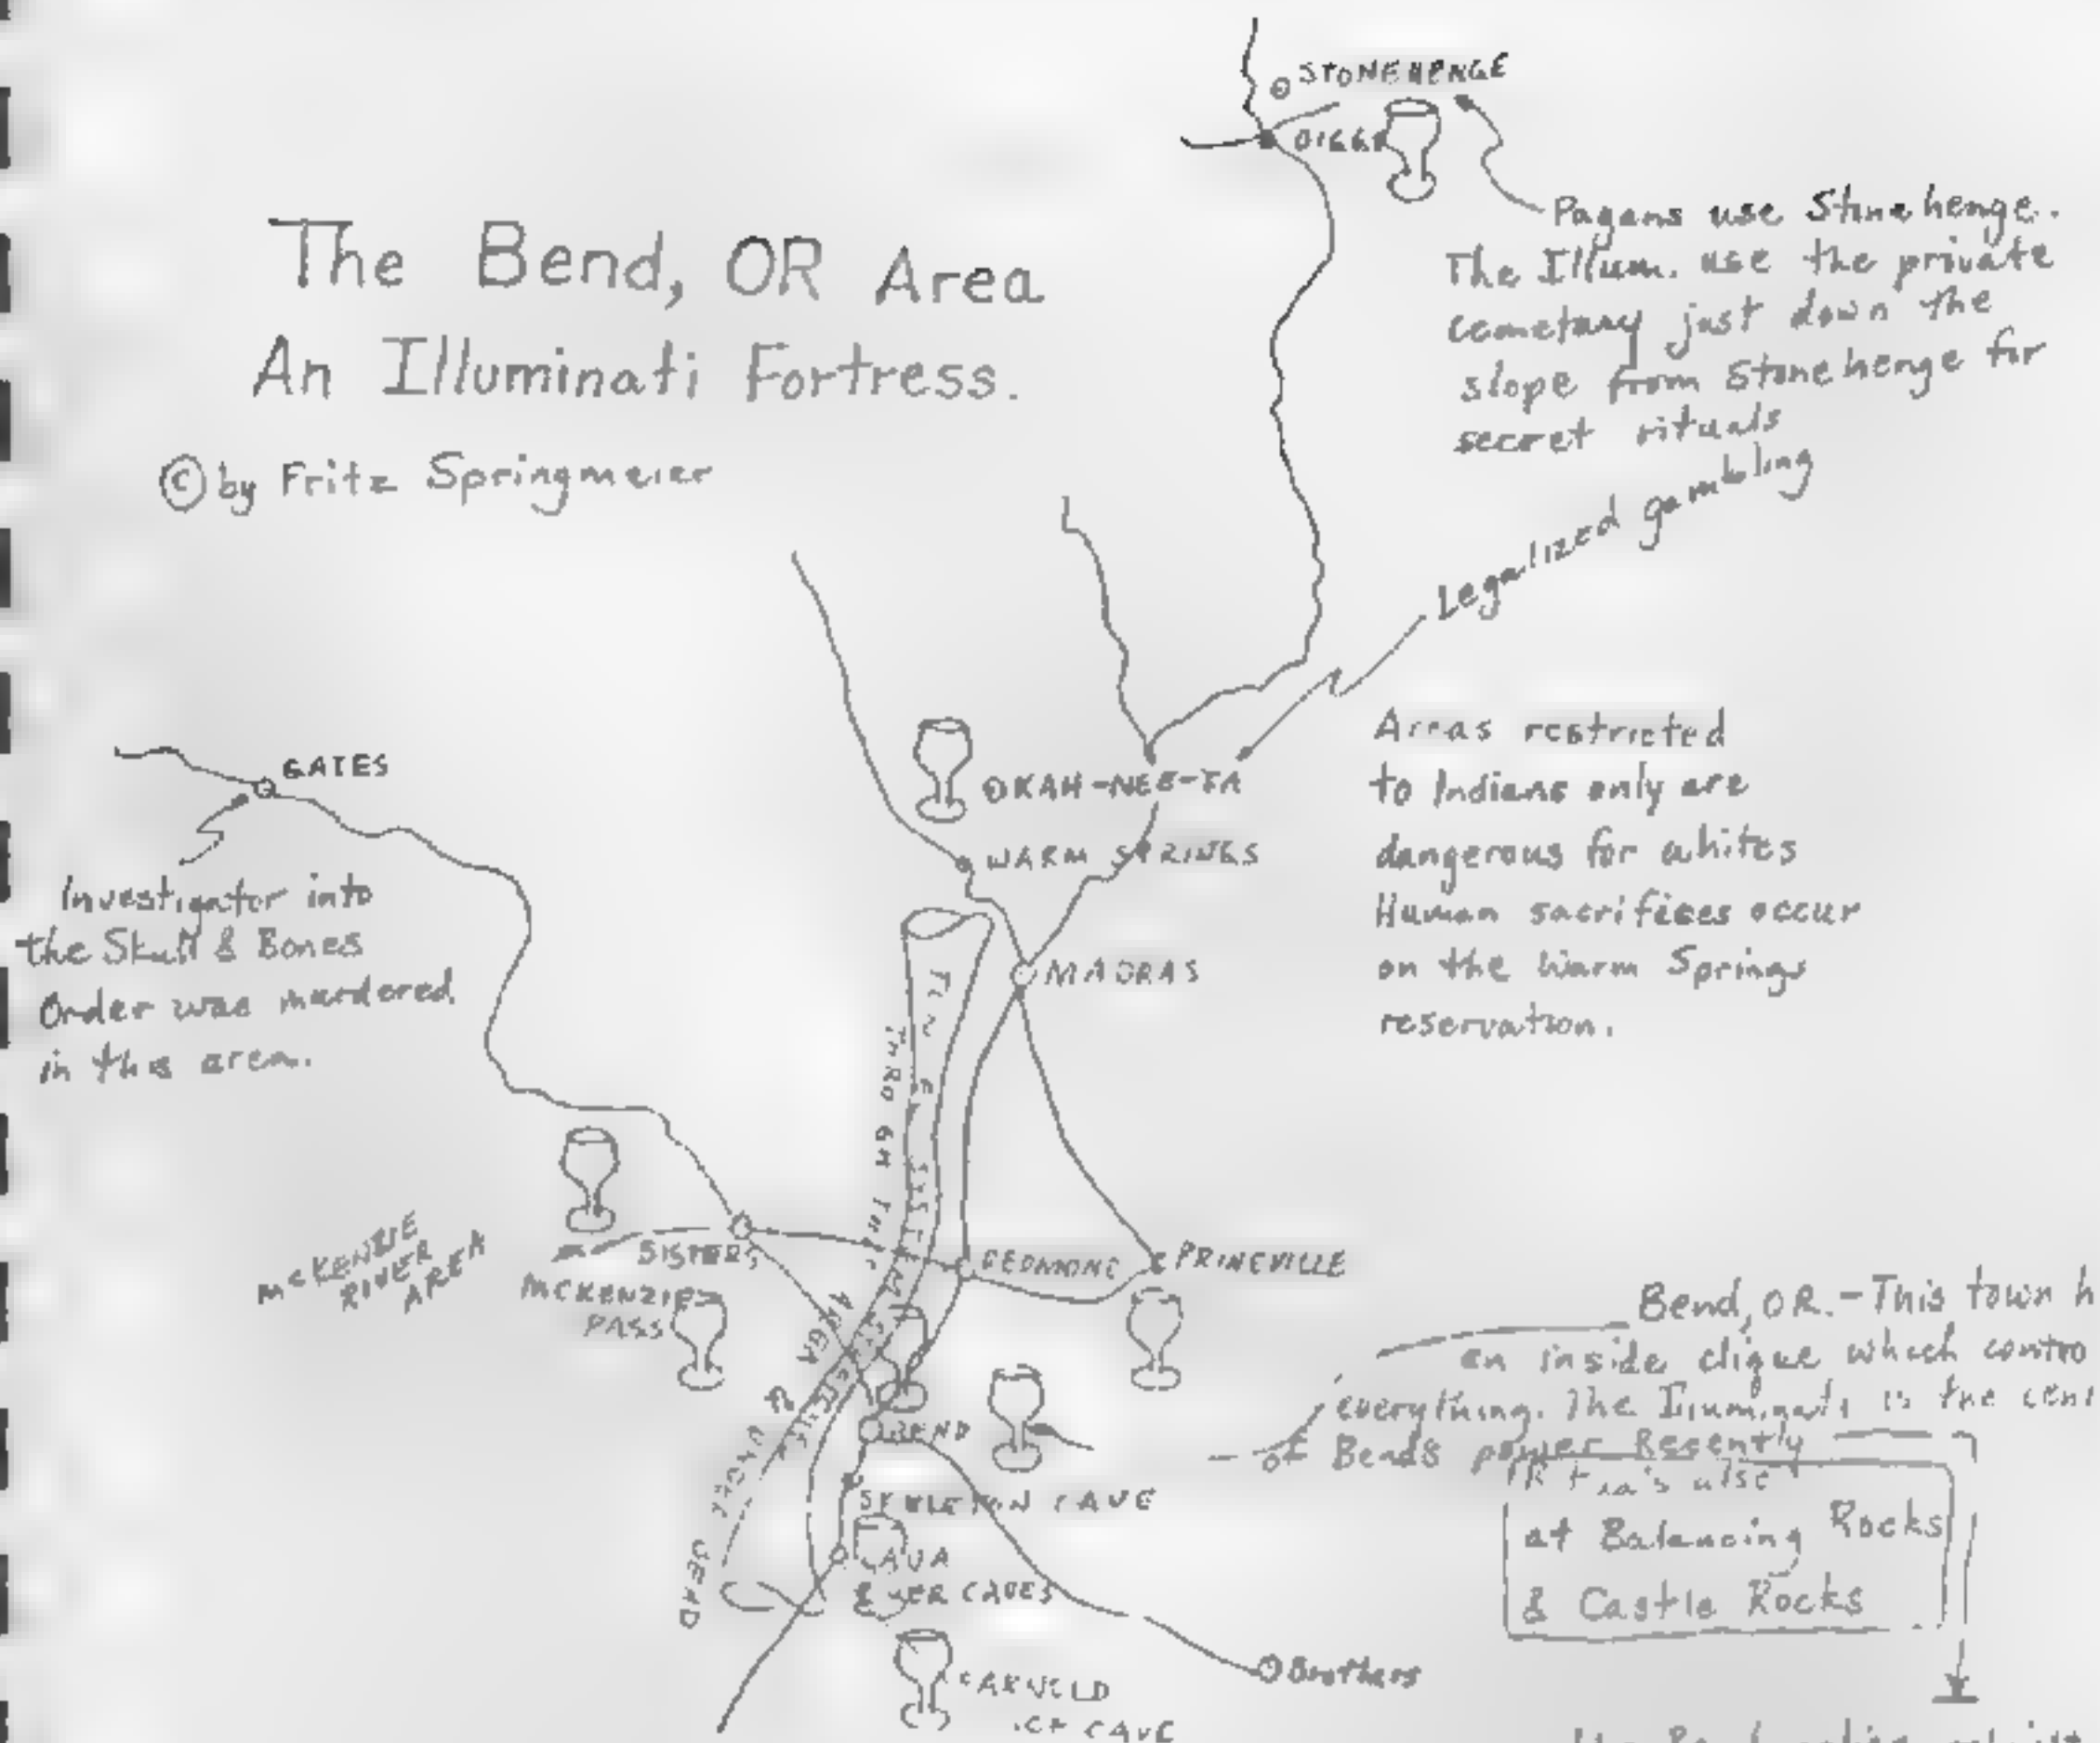 STONEHENGE
The Bend, OR Area
An Illuminati Fortress.
© by Fritz Springmeier
Pagans use Stonehenge.
The Illum. use the private
cemetary just down the
slope from Stonehenge for
secret rituals
Legalized gambling
KAH-NEE-TA
WARM SPRINGS
MADRAS
Areas restricted
to Indians only are
dangerous for whites
Human sacrifices occur
on the Warm Springs
reservation.
GATES
Investigator into
the Skull & Bones
Order was murdered
in this area.
MCKENZIE
RIVER
AREA
SISTERS
MCKENZIE
PASS
REDMOND
PRINEVILLE
BEND
SKELETON CAVE
LAVA
CAVES
ARNOLD
ICE CAVE
Brothers
Bend, OR. - This town h
an inside clique which contro
everything. The Illuminati is the cent
of Bends power Recently
also
at Balancing Rocks
& Castle Rocks